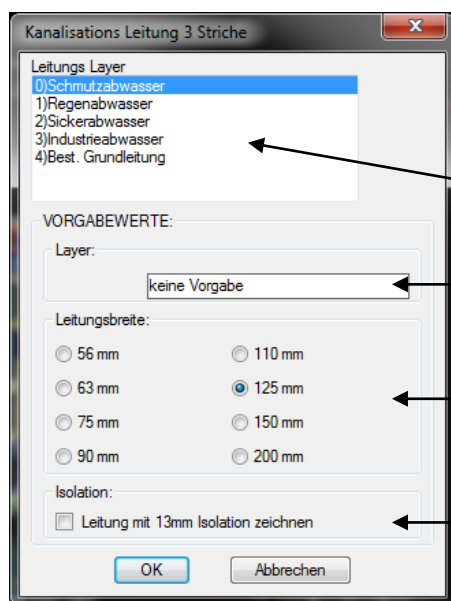 Kanalisations Leitung 3 Striche
Leitungs Layer
0)Schmutzabwasser
1)Regenabwasser
2)Sickerabwasser
3)Industrieabwasser
4)Best. Grundleitung
VORGABEWERTE:
Layer:
keine Vorgabe
Leitungsbreite:
56 mm 110 mm
63 mm 125 mm
75 mm 150 mm
90 mm 200 mm
Isolation:
Leitung mit 13mm Isolation zeichnen
OK Abbrechen